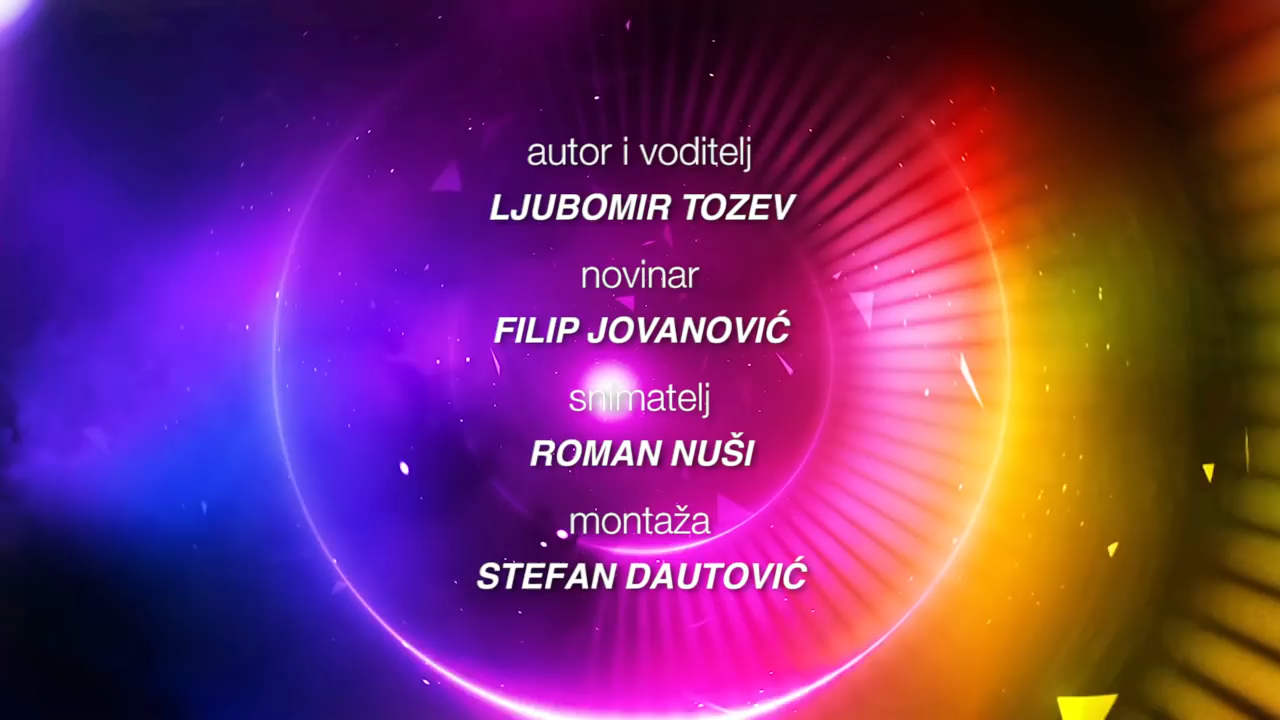 autor i voditelj
LJUBOMIR TOZEV
novinar
FILIP JOVANOVIĆ
snimatelj
ROMAN NUŠI
montaža
STEFAN DAUTOVIĆ